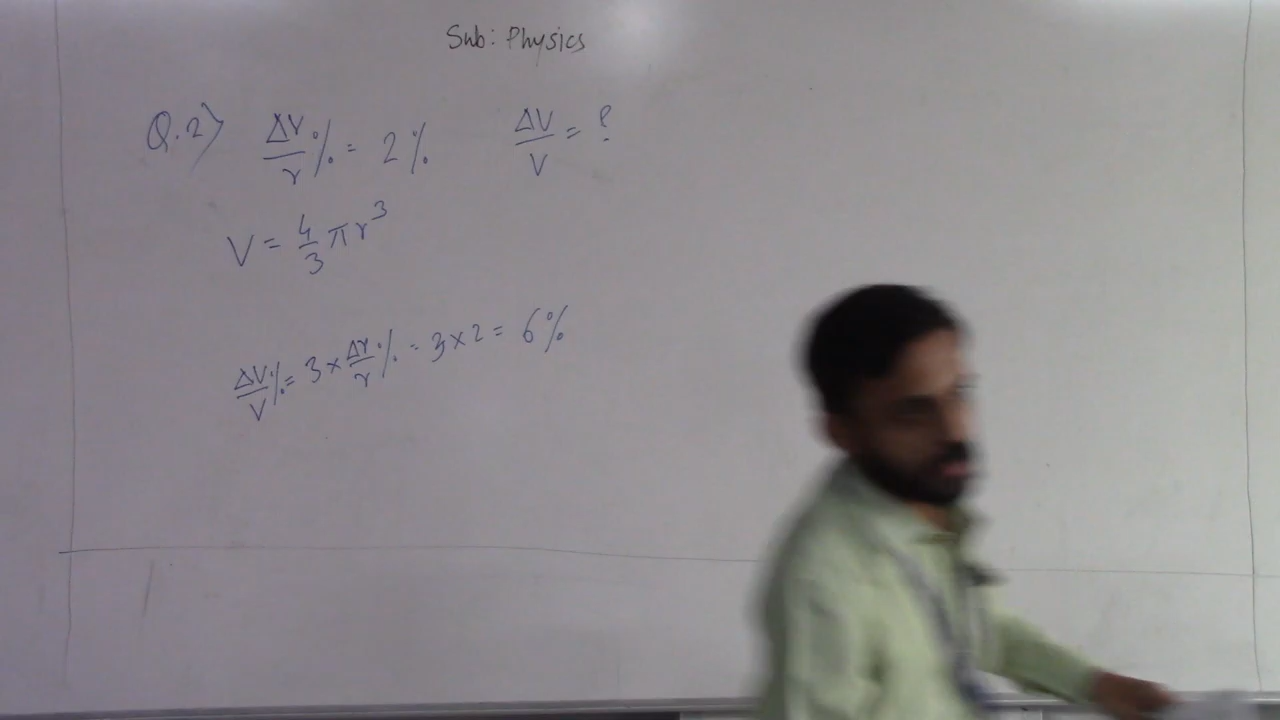 Sub: Physics
Q.2) Δr/r % = 2% ΔV/V = ?
V = 4/3 πr³
ΔV/V % = 3 × Δr/r % = 3 × 2 = 6%